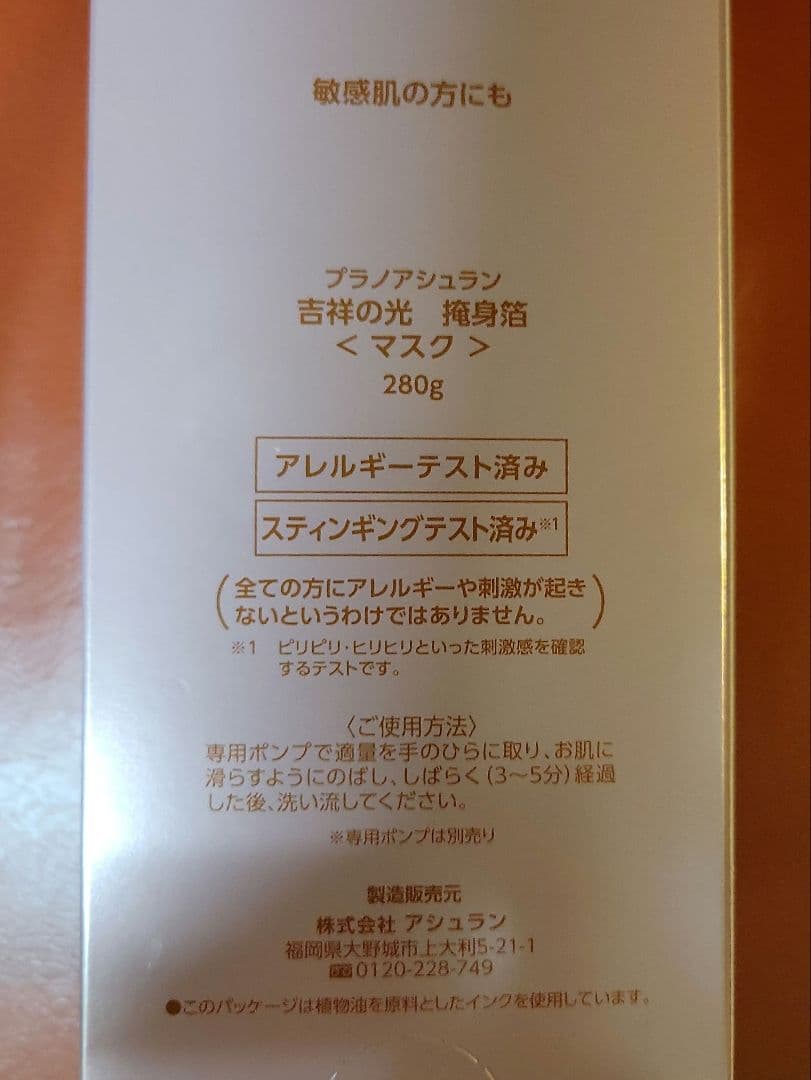 敏感肌の方にも
プラノアシュラン
吉祥の光　掩身箔
＜ マスク ＞
280g
アレルギーテスト済み
スティンギングテスト済み※1
（全ての方にアレルギーや刺激が起き
ないというわけではありません。）
※1　ピリピリ・ヒリヒリといった刺激感を確認
するテストです。
〈ご使用方法〉
専用ポンプで適量を手のひらに取り、お肌に
滑らすようにのばし、しばらく（3～5分）経過
した後、洗い流してください。
※専用ポンプは別売り
製造販売元
株式会社 アシュラン
福岡県大野城市上大利5-21-1
0120-228-749
●このパッケージは植物油を原料としたインクを使用しています。